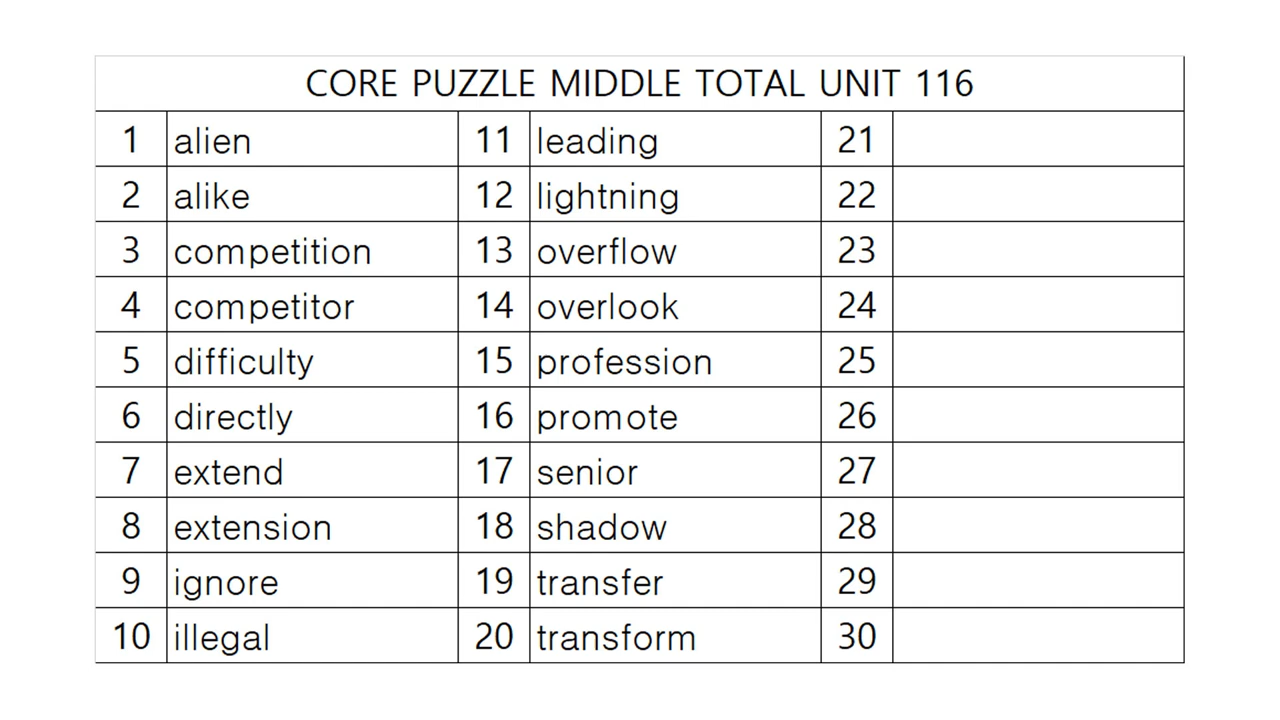 CORE PUZZLE MIDDLE TOTAL UNIT 116
1 alien 11 leading 21
2 alike 12 lightning 22
3 competition 13 overflow 23
4 competitor 14 overlook 24
5 difficulty 15 profession 25
6 directly 16 promote 26
7 extend 17 senior 27
8 extension 18 shadow 28
9 ignore 19 transfer 29
10 illegal 20 transform 30